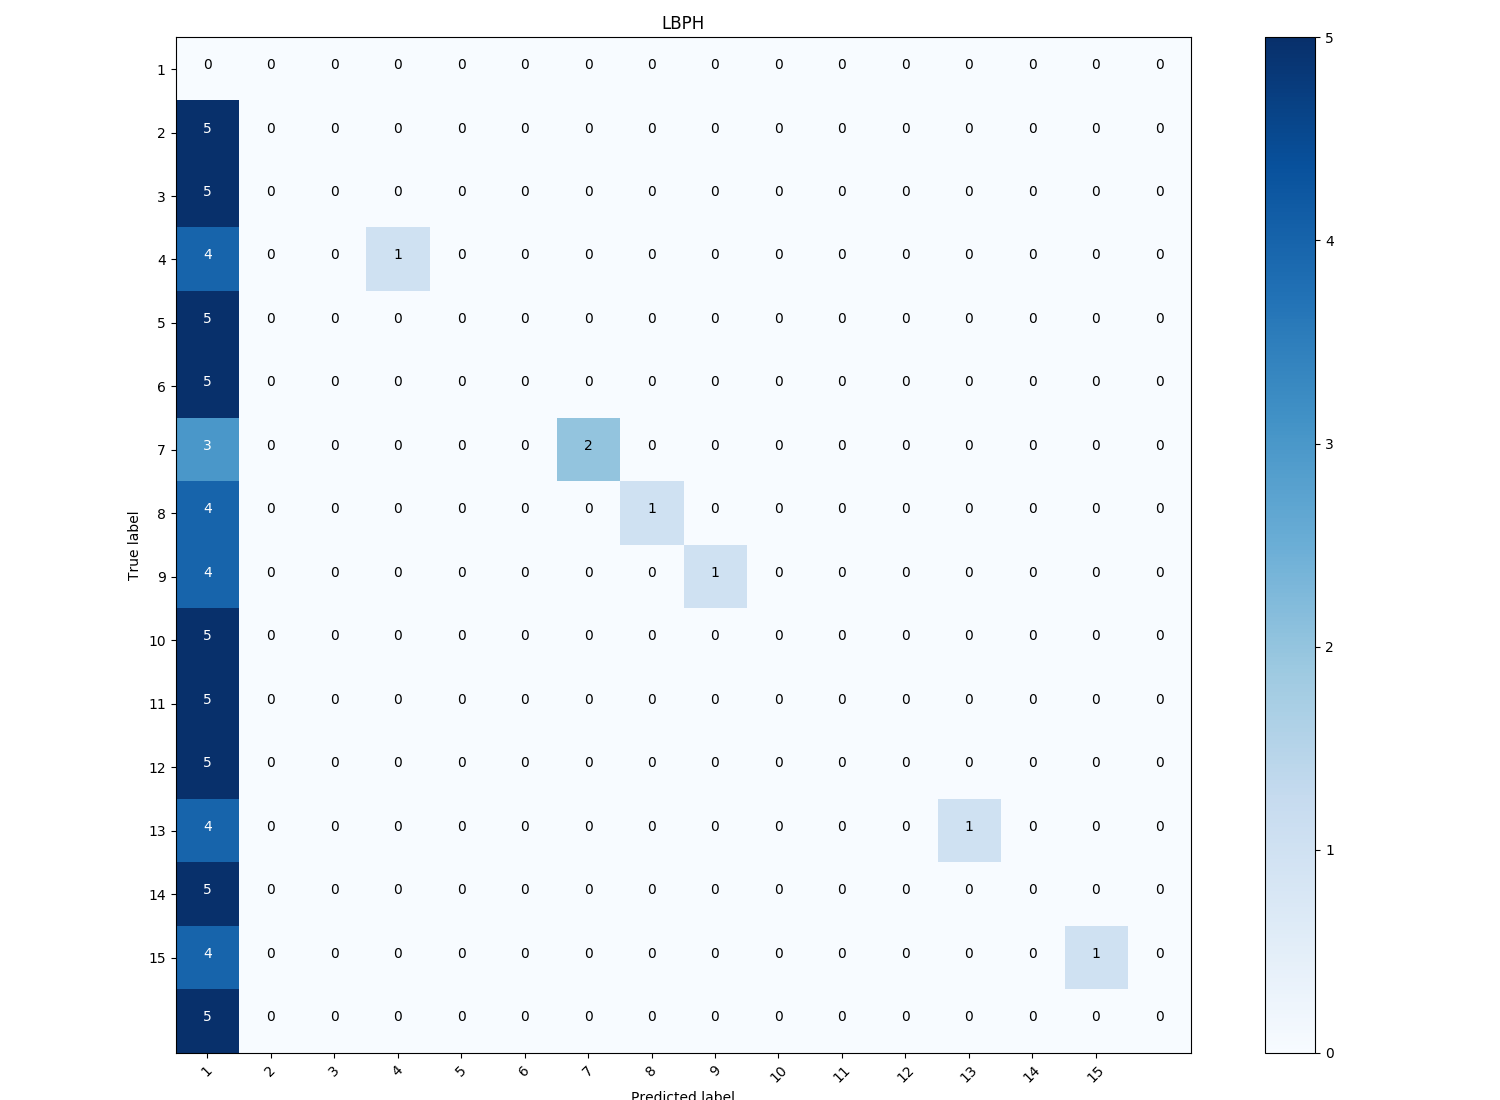 LBPH
1 0 0 0 0 0 0 0 0 0 0 0 0 0 0 0 0
2 5 0 0 0 0 0 0 0 0 0 0 0 0 0 0 0
3 5 0 0 0 0 0 0 0 0 0 0 0 0 0 0 0
4 4 0 0 1 0 0 0 0 0 0 0 0 0 0 0 0
5 5 0 0 0 0 0 0 0 0 0 0 0 0 0 0 0
6 5 0 0 0 0 0 0 0 0 0 0 0 0 0 0 0
7 3 0 0 0 0 0 2 0 0 0 0 0 0 0 0 0
8 4 0 0 0 0 0 0 1 0 0 0 0 0 0 0 0
9 4 0 0 0 0 0 0 0 1 0 0 0 0 0 0 0
10 5 0 0 0 0 0 0 0 0 0 0 0 0 0 0 0
11 5 0 0 0 0 0 0 0 0 0 0 0 0 0 0 0
12 5 0 0 0 0 0 0 0 0 0 0 0 0 0 0 0
13 4 0 0 0 0 0 0 0 0 0 0 0 1 0 0 0
14 5 0 0 0 0 0 0 0 0 0 0 0 0 0 0 0
15 4 0 0 0 0 0 0 0 0 0 0 0 0 0 1 0
5 0 0 0 0 0 0 0 0 0 0 0 0 0 0 0
1 2 3 4 5 6 7 8 9 10 11 12 13 14 15
True label
Predicted label
5
4
3
2
1
0